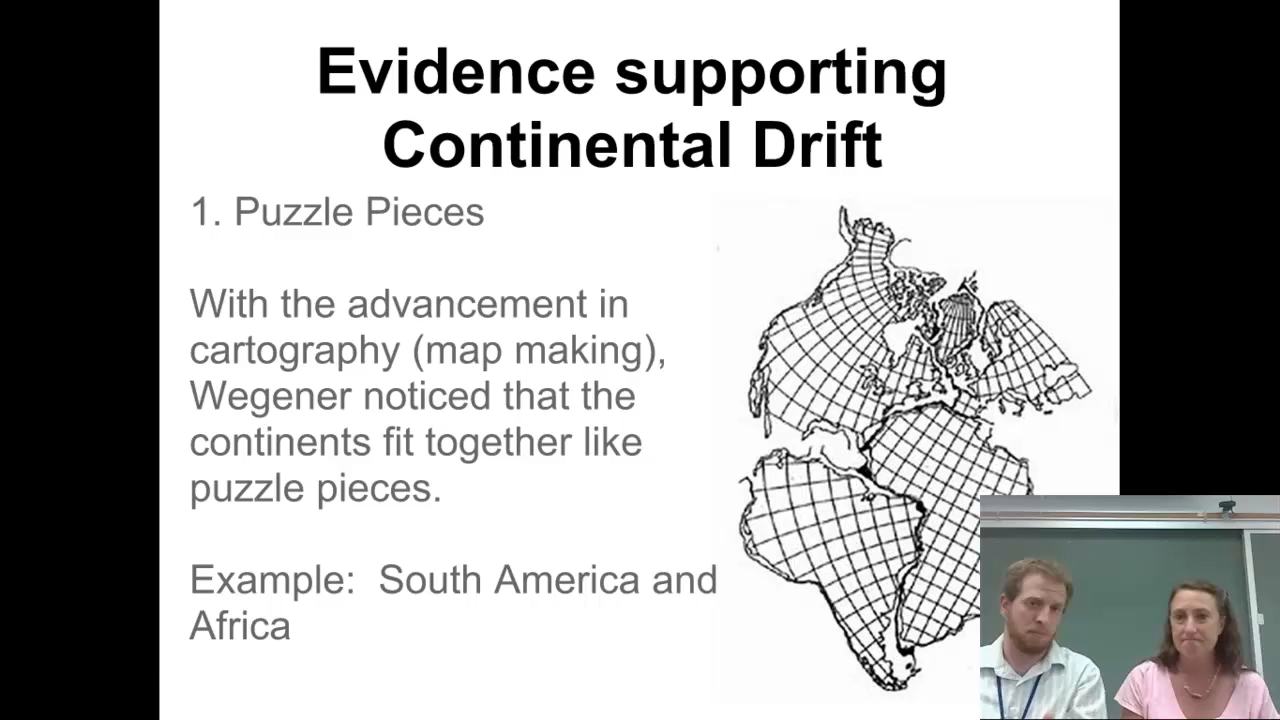 Evidence supporting
Continental Drift
1. Puzzle Pieces
With the advancement in
cartography (map making),
Wegener noticed that the
continents fit together like
puzzle pieces.
Example:  South America and
Africa